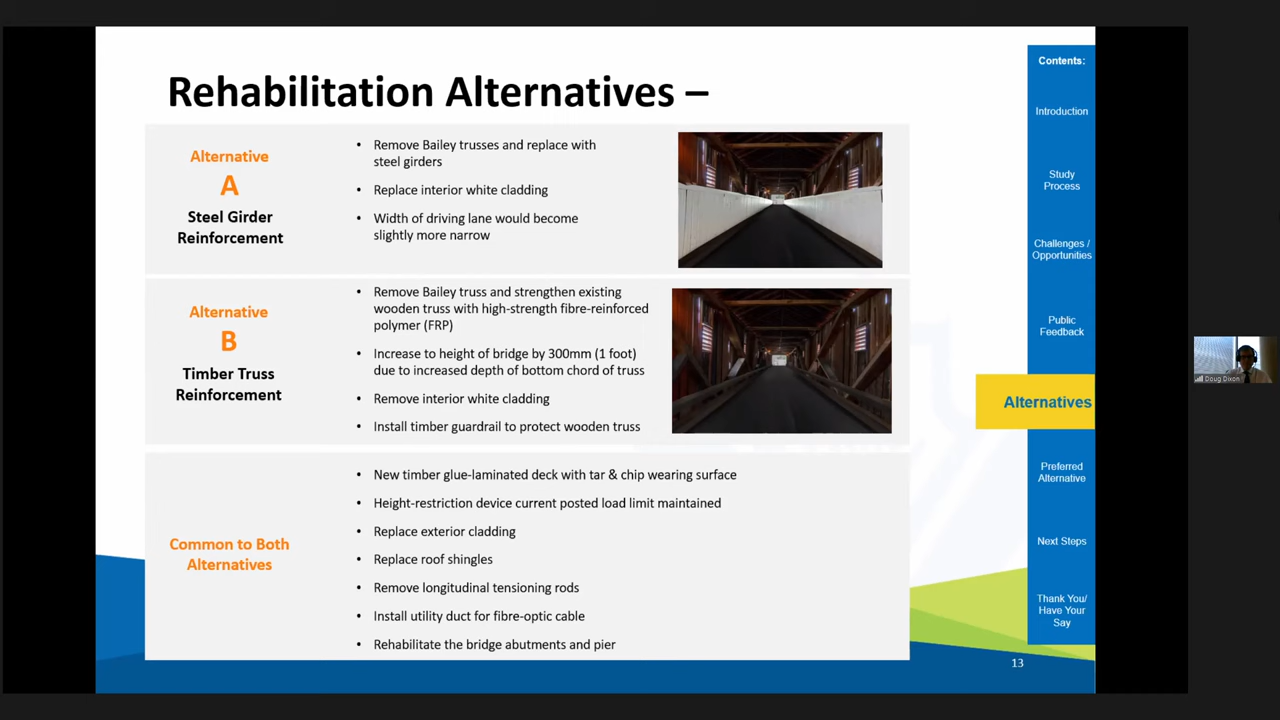 Rehabilitation Alternatives –
Alternative
A
Steel Girder
Reinforcement
• Remove Bailey trusses and replace with
steel girders
• Replace interior white cladding
• Width of driving lane would become
slightly more narrow
Alternative
B
Timber Truss
Reinforcement
• Remove Bailey truss and strengthen existing
wooden truss with high-strength fibre-reinforced
polymer (FRP)
• Increase to height of bridge by 300mm (1 foot)
due to increased depth of bottom chord of truss
• Remove interior white cladding
• Install timber guardrail to protect wooden truss
Common to Both
Alternatives
• New timber glue-laminated deck with tar & chip wearing surface
• Height-restriction device current posted load limit maintained
• Replace exterior cladding
• Replace roof shingles
• Remove longitudinal tensioning rods
• Install utility duct for fibre-optic cable
• Rehabilitate the bridge abutments and pier
Contents:
Introduction
Study
Process
Challenges /
Opportunities
Public
Feedback
Alternatives
Preferred
Alternative
Next Steps
Thank You/
Have Your
Say
13
Doug Dixon